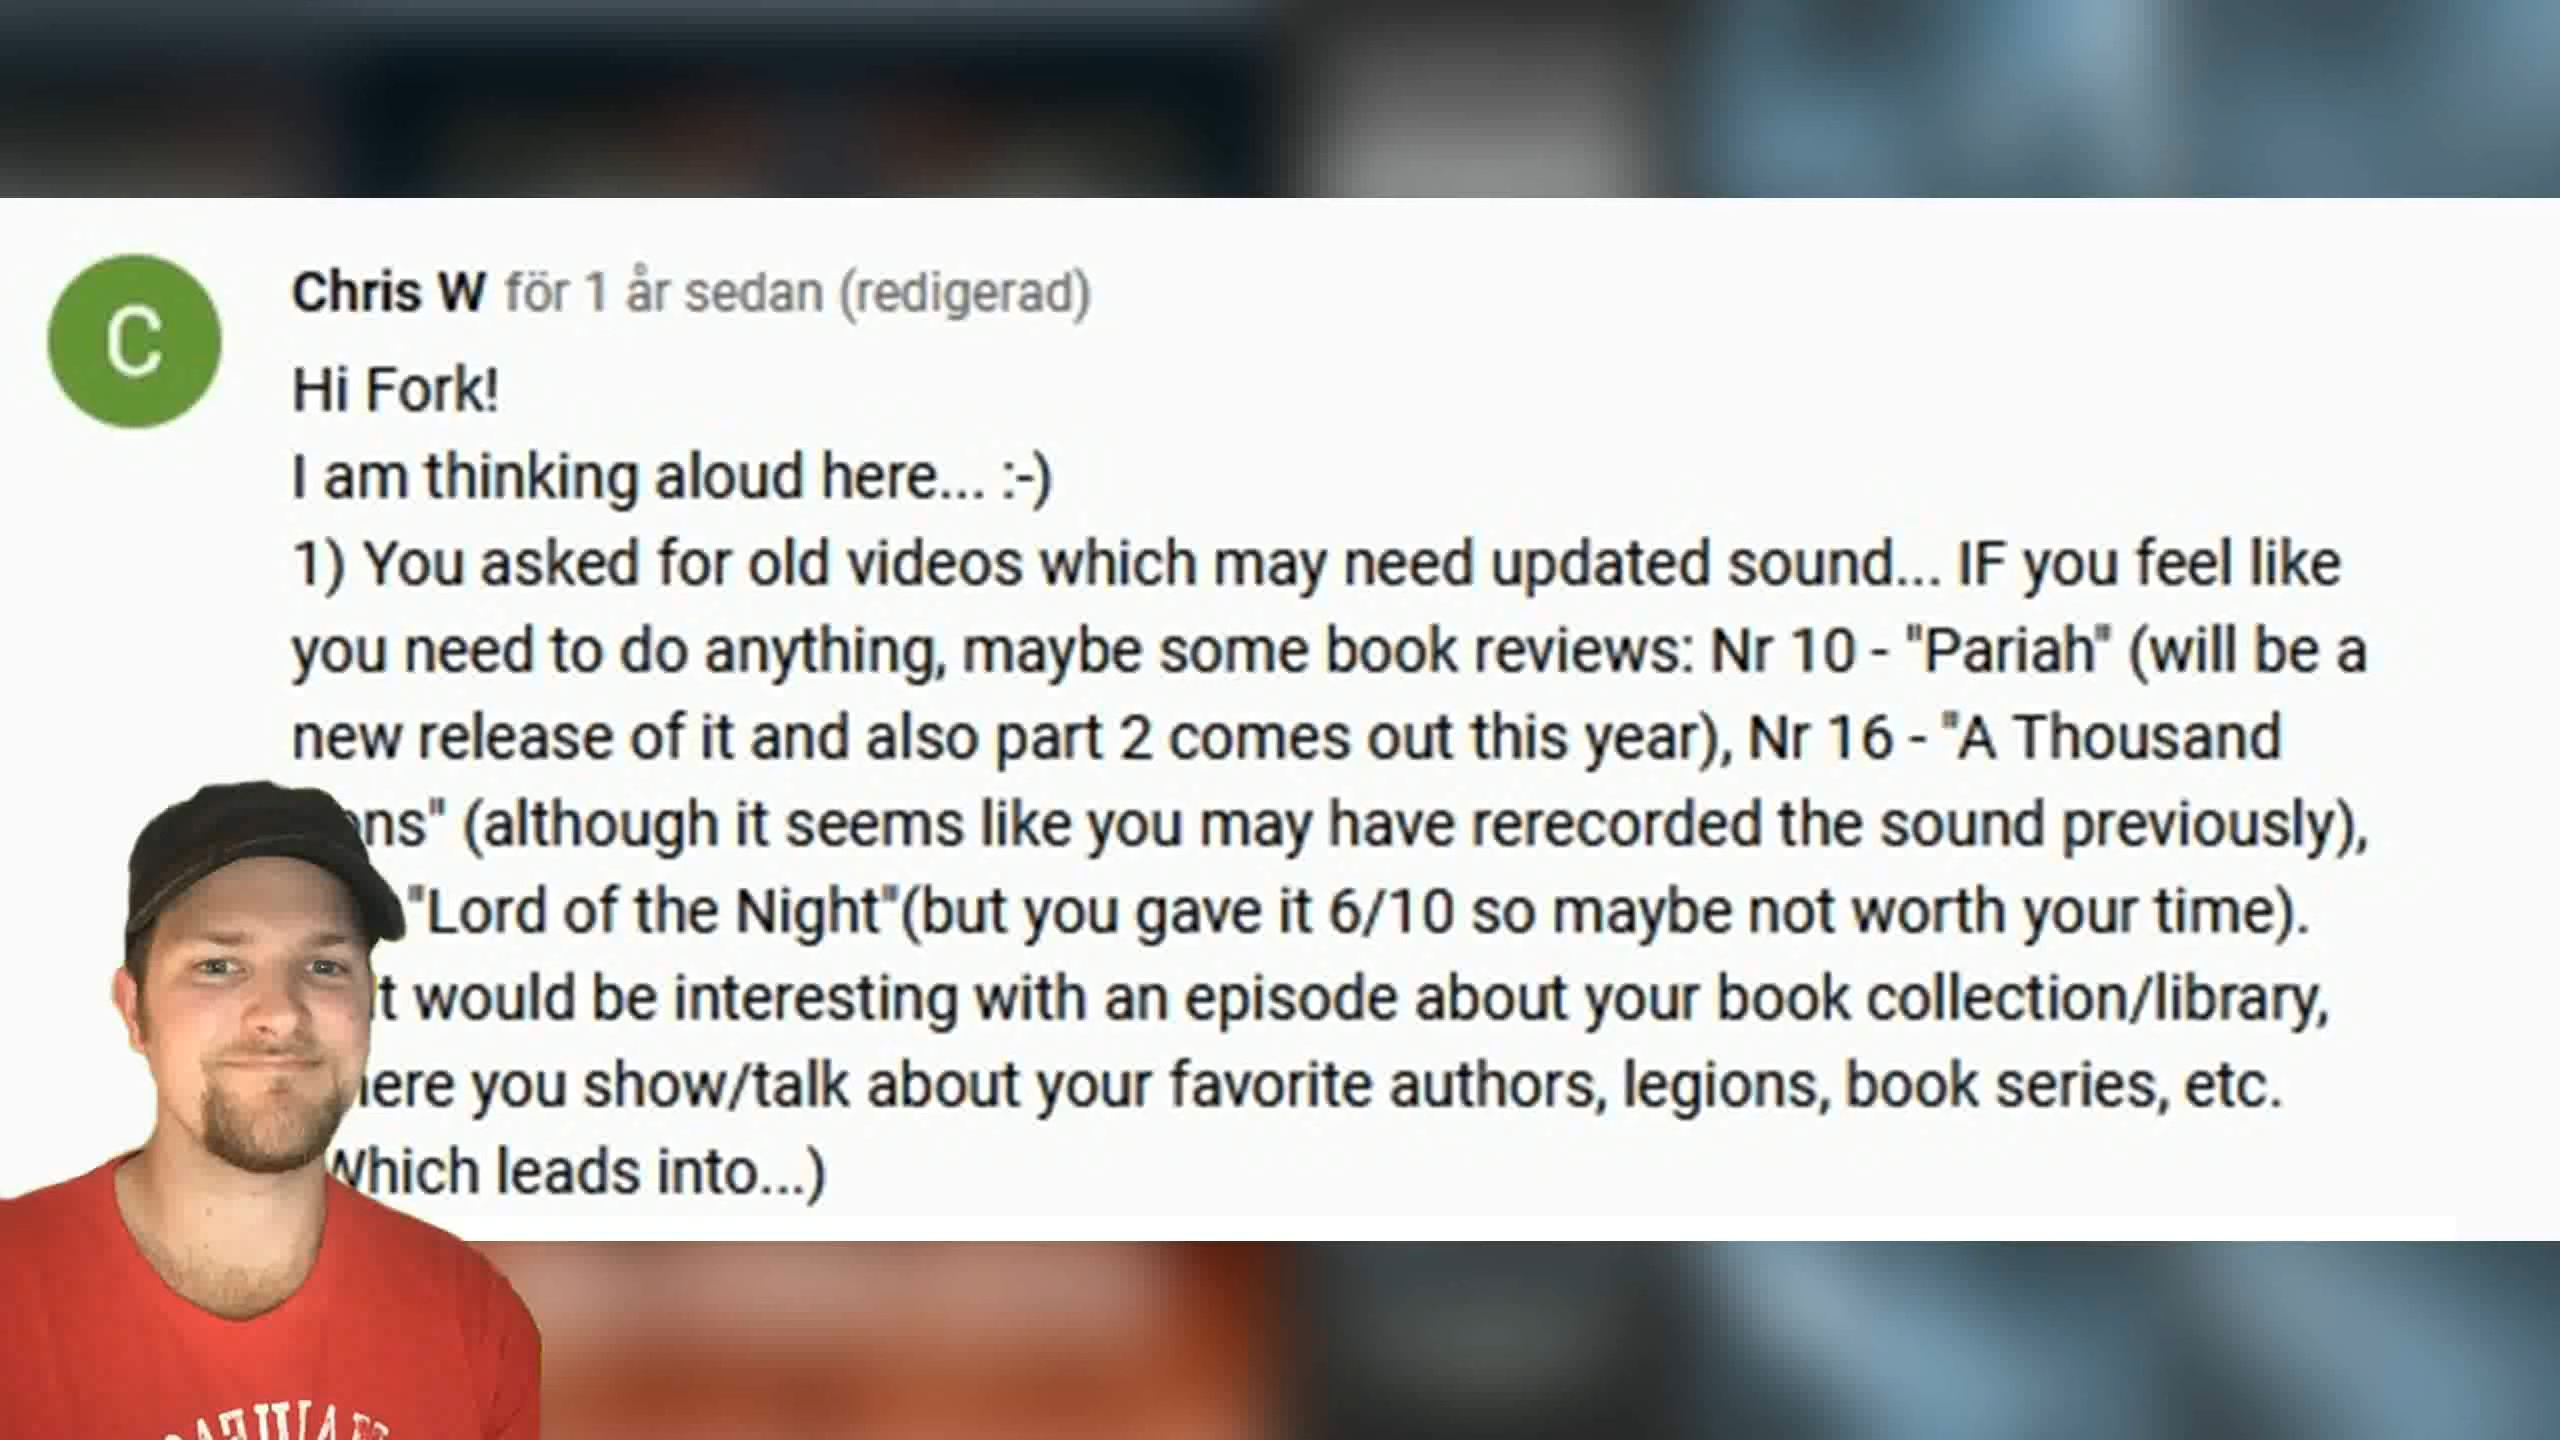 C
Chris W för 1 år sedan (redigerad)
Hi Fork!
I am thinking aloud here... :-)
1) You asked for old videos which may need updated sound... IF you feel like
you need to do anything, maybe some book reviews: Nr 10 - "Pariah" (will be a
new release of it and also part 2 comes out this year), Nr 16 - "A Thousand
(although it seems like you may have rerecorded the sound previously),
"Lord of the Night"(but you gave it 6/10 so maybe not worth your time).
would be interesting with an episode about your book collection/library,
you show/talk about your favorite authors, legions, book series, etc.
Which leads into...)